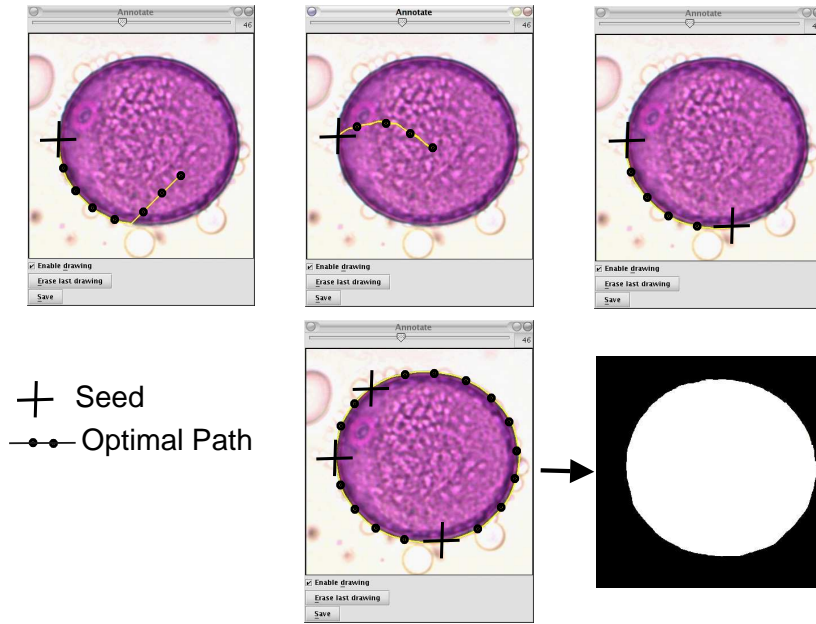 Annotate
46
Enable drawing
Erase last drawing
Save
Annotate
46
Enable drawing
Erase last drawing
Save
Annotate
Enable drawing
Erase last drawing
Save
Seed
Optimal Path
Annotate
46
Enable drawing
Erase last drawing
Save